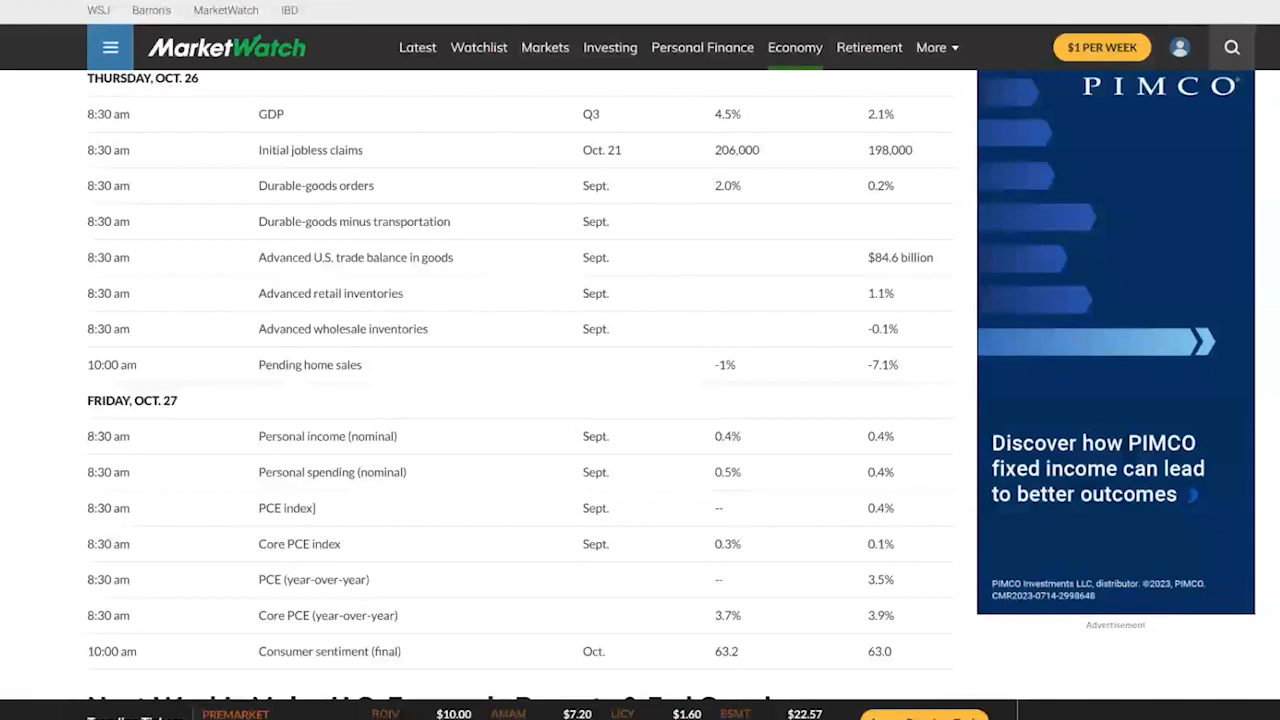 WSJ Barron's MarketWatch IBD
MarketWatch Latest Watchlist Markets Investing Personal Finance Economy Retirement More $1 PER WEEK
THURSDAY, OCT. 26
8:30 am GDP Q3 4.5% 2.1%
8:30 am Initial jobless claims Oct. 21 206,000 198,000
8:30 am Durable-goods orders Sept. 2.0% 0.2%
8:30 am Durable-goods minus transportation Sept.
8:30 am Advanced U.S. trade balance in goods Sept. $84.6 billion
8:30 am Advanced retail inventories Sept. 1.1%
8:30 am Advanced wholesale inventories Sept. -0.1%
10:00 am Pending home sales -1% -7.1%
FRIDAY, OCT. 27
8:30 am Personal income (nominal) Sept. 0.4% 0.4%
8:30 am Personal spending (nominal) Sept. 0.5% 0.4%
8:30 am PCE index] Sept. -- 0.4%
8:30 am Core PCE index Sept. 0.3% 0.1%
8:30 am PCE (year-over-year) -- 3.5%
8:30 am Core PCE (year-over-year) 3.7% 3.9%
10:00 am Consumer sentiment (final) Oct. 63.2 63.0
PIMCO
Discover how PIMCO
fixed income can lead
to better outcomes
PIMCO Investments LLC, distributor. ©2023, PIMCO.
CMR2023-0714-2998648
Advertisement
PREMARKET ROIV $10.00 AMAM $7.20 LICY $1.60 ESMT $22.57